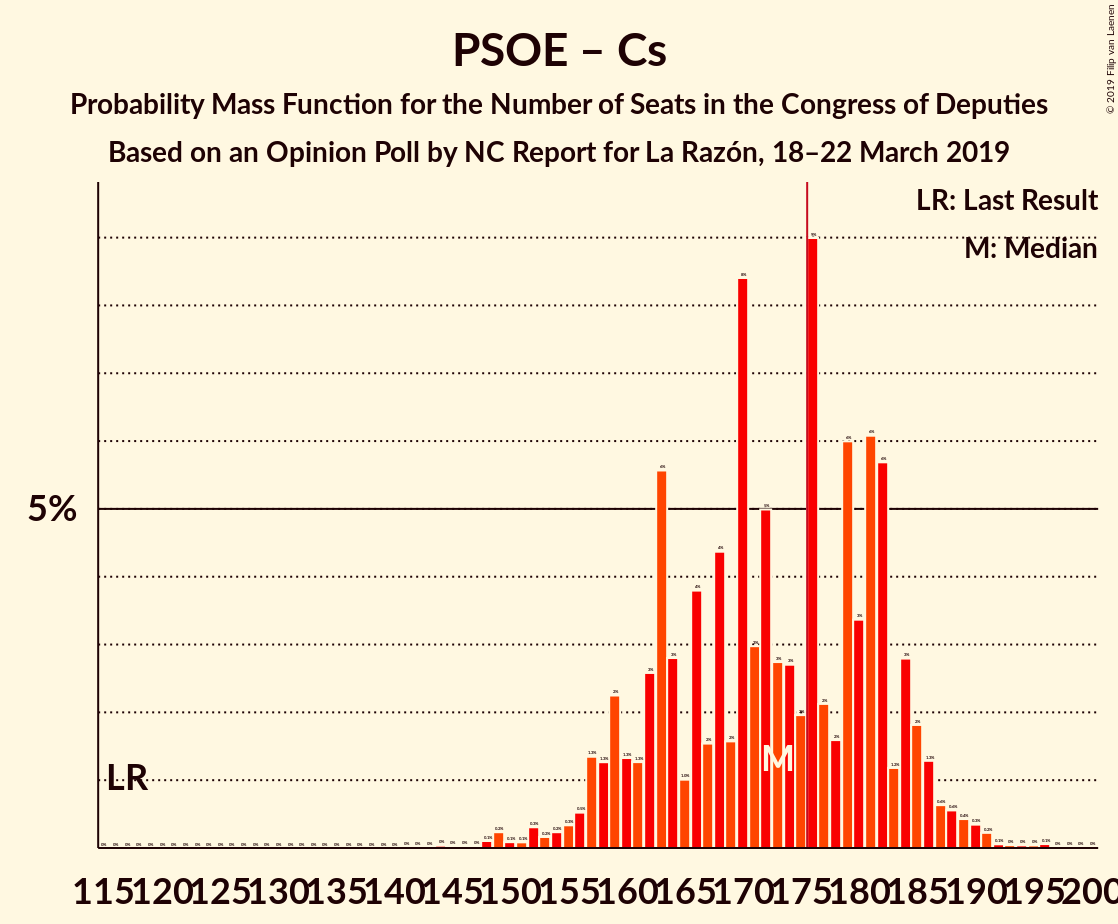 PSOE – Cs
Probability Mass Function for the Number of Seats in the Congress of Deputies
Based on an Opinion Poll by NC Report for La Razón, 18–22 March 2019
© 2019 Filip van Laenen
LR: Last Result
M: Median
5%
LR
M
115 120 125 130 135 140 145 150 155 160 165 170 175 180 185 190 195 200